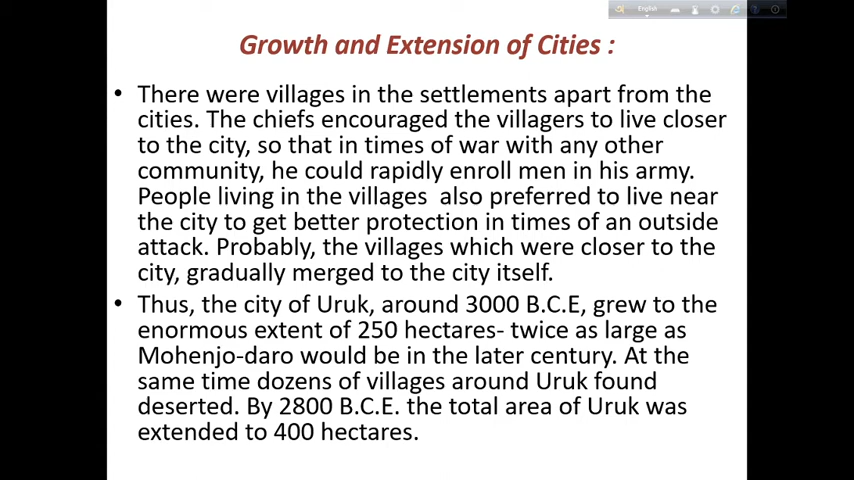 English
Growth and Extension of Cities :
• There were villages in the settlements apart from the
cities. The chiefs encouraged the villagers to live closer
to the city, so that in times of war with any other
community, he could rapidly enroll men in his army.
People living in the villages also preferred to live near
the city to get better protection in times of an outside
attack. Probably, the villages which were closer to the
city, gradually merged to the city itself.
• Thus, the city of Uruk, around 3000 B.C.E, grew to the
enormous extent of 250 hectares- twice as large as
Mohenjo-daro would be in the later century. At the
same time dozens of villages around Uruk found
deserted. By 2800 B.C.E. the total area of Uruk was
extended to 400 hectares.